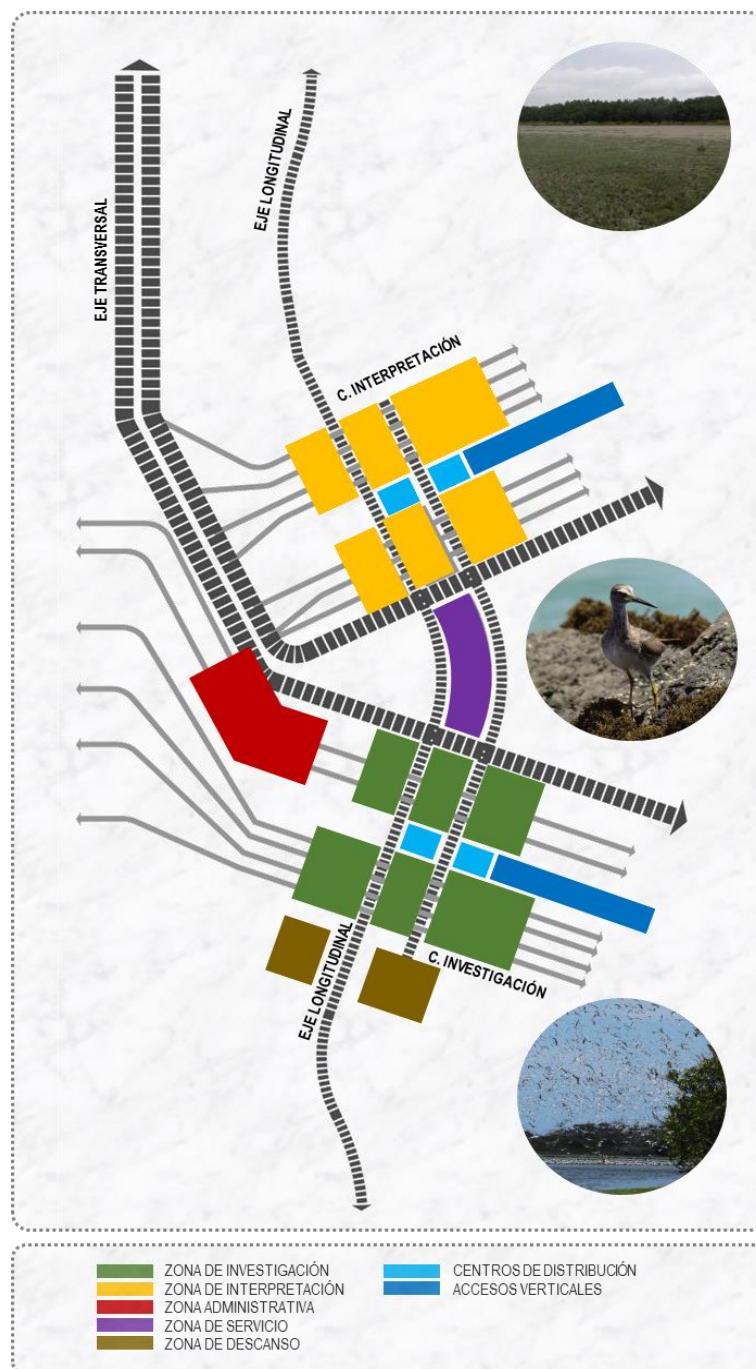 EJE TRANSVERSAL
EJE LONGITUDINAL
C. INTERPRETACIÓN
EJE LONGITUDINAL
C. INVESTIGACIÓN
ZONA DE INVESTIGACIÓN
ZONA DE INTERPRETACIÓN
ZONA ADMINISTRATIVA
ZONA DE SERVICIO
ZONA DE DESCANSO
CENTROS DE DISTRIBUCIÓN
ACCESOS VERTICALES